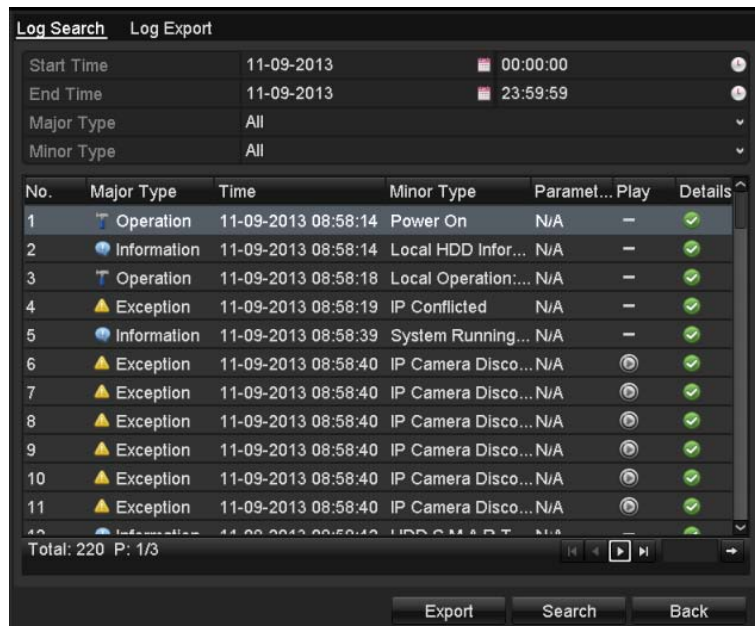 Log Search Log Export
Start Time 11-09-2013 00:00:00
End Time 11-09-2013 23:59:59
Major Type All
Minor Type All
No. Major Type Time Minor Type Paramet... Play Details
1 Operation 11-09-2013 08:58:14 Power On N/A –
2 Information 11-09-2013 08:58:14 Local HDD Infor... N/A –
3 Operation 11-09-2013 08:58:18 Local Operation:... N/A –
4 Exception 11-09-2013 08:58:19 IP Conflicted N/A –
5 Information 11-09-2013 08:58:39 System Running... N/A –
6 Exception 11-09-2013 08:58:40 IP Camera Disco... N/A
7 Exception 11-09-2013 08:58:40 IP Camera Disco... N/A
8 Exception 11-09-2013 08:58:40 IP Camera Disco... N/A
9 Exception 11-09-2013 08:58:40 IP Camera Disco... N/A
10 Exception 11-09-2013 08:58:40 IP Camera Disco... N/A
11 Exception 11-09-2013 08:58:40 IP Camera Disco... N/A
Total: 220 P: 1/3
Export Search Back